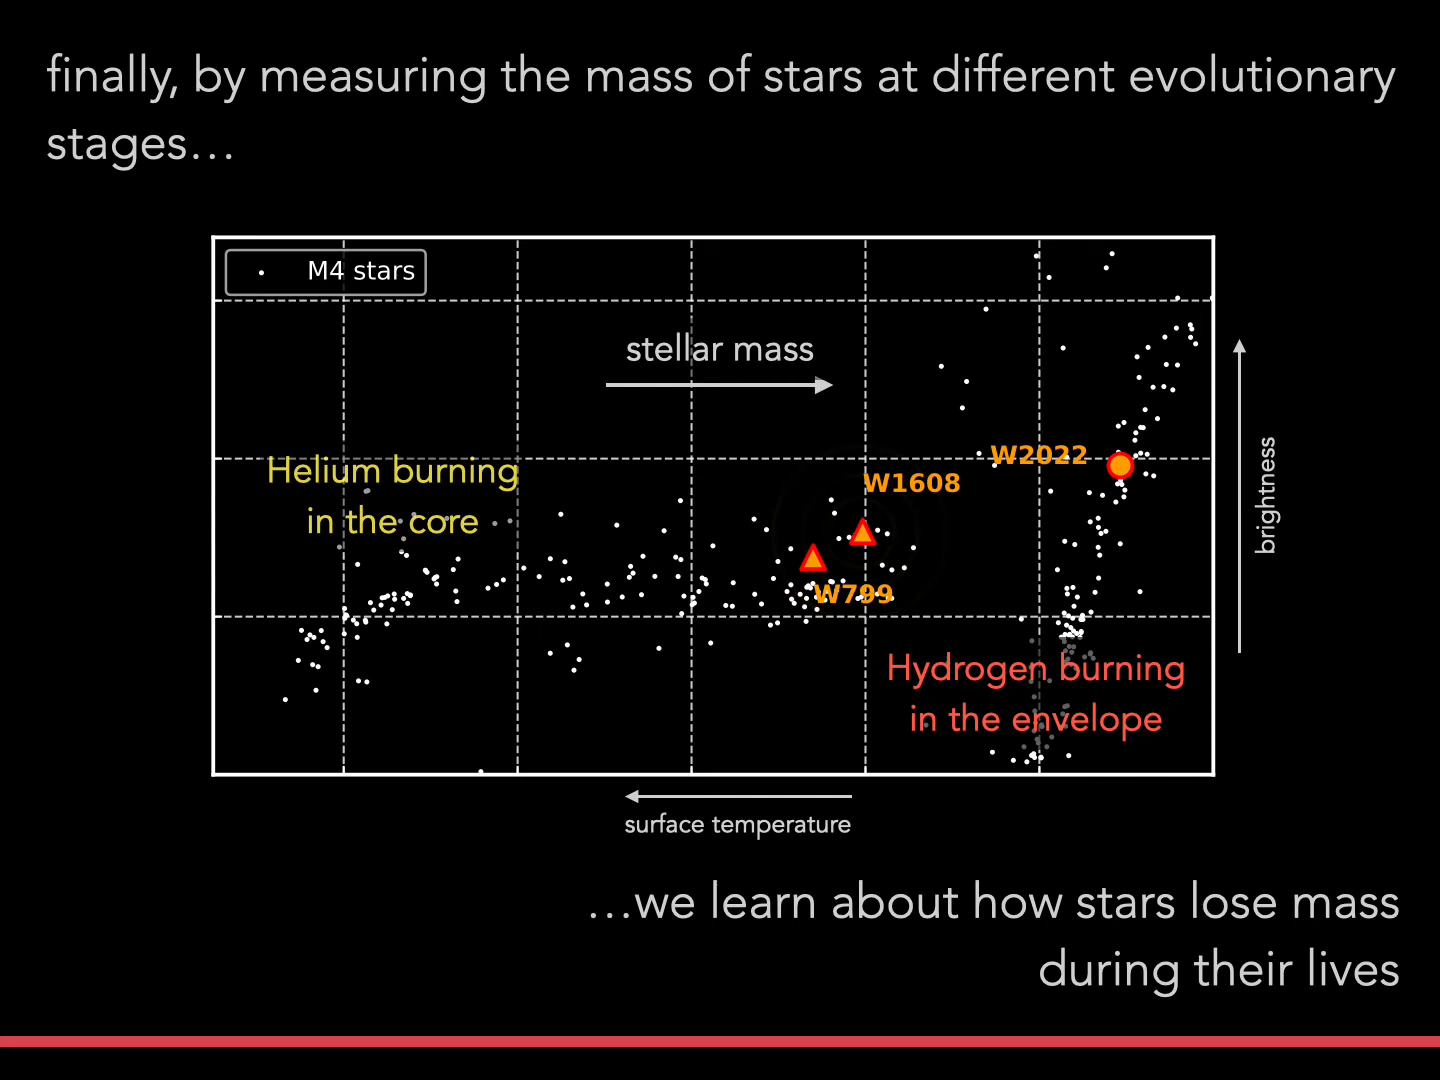 finally, by measuring the mass of stars at different evolutionary
stages…
M4 stars
stellar mass
Helium burning
in the core
W2022
W1608
W799
brightness
Hydrogen burning
in the envelope
surface temperature
…we learn about how stars lose mass
during their lives